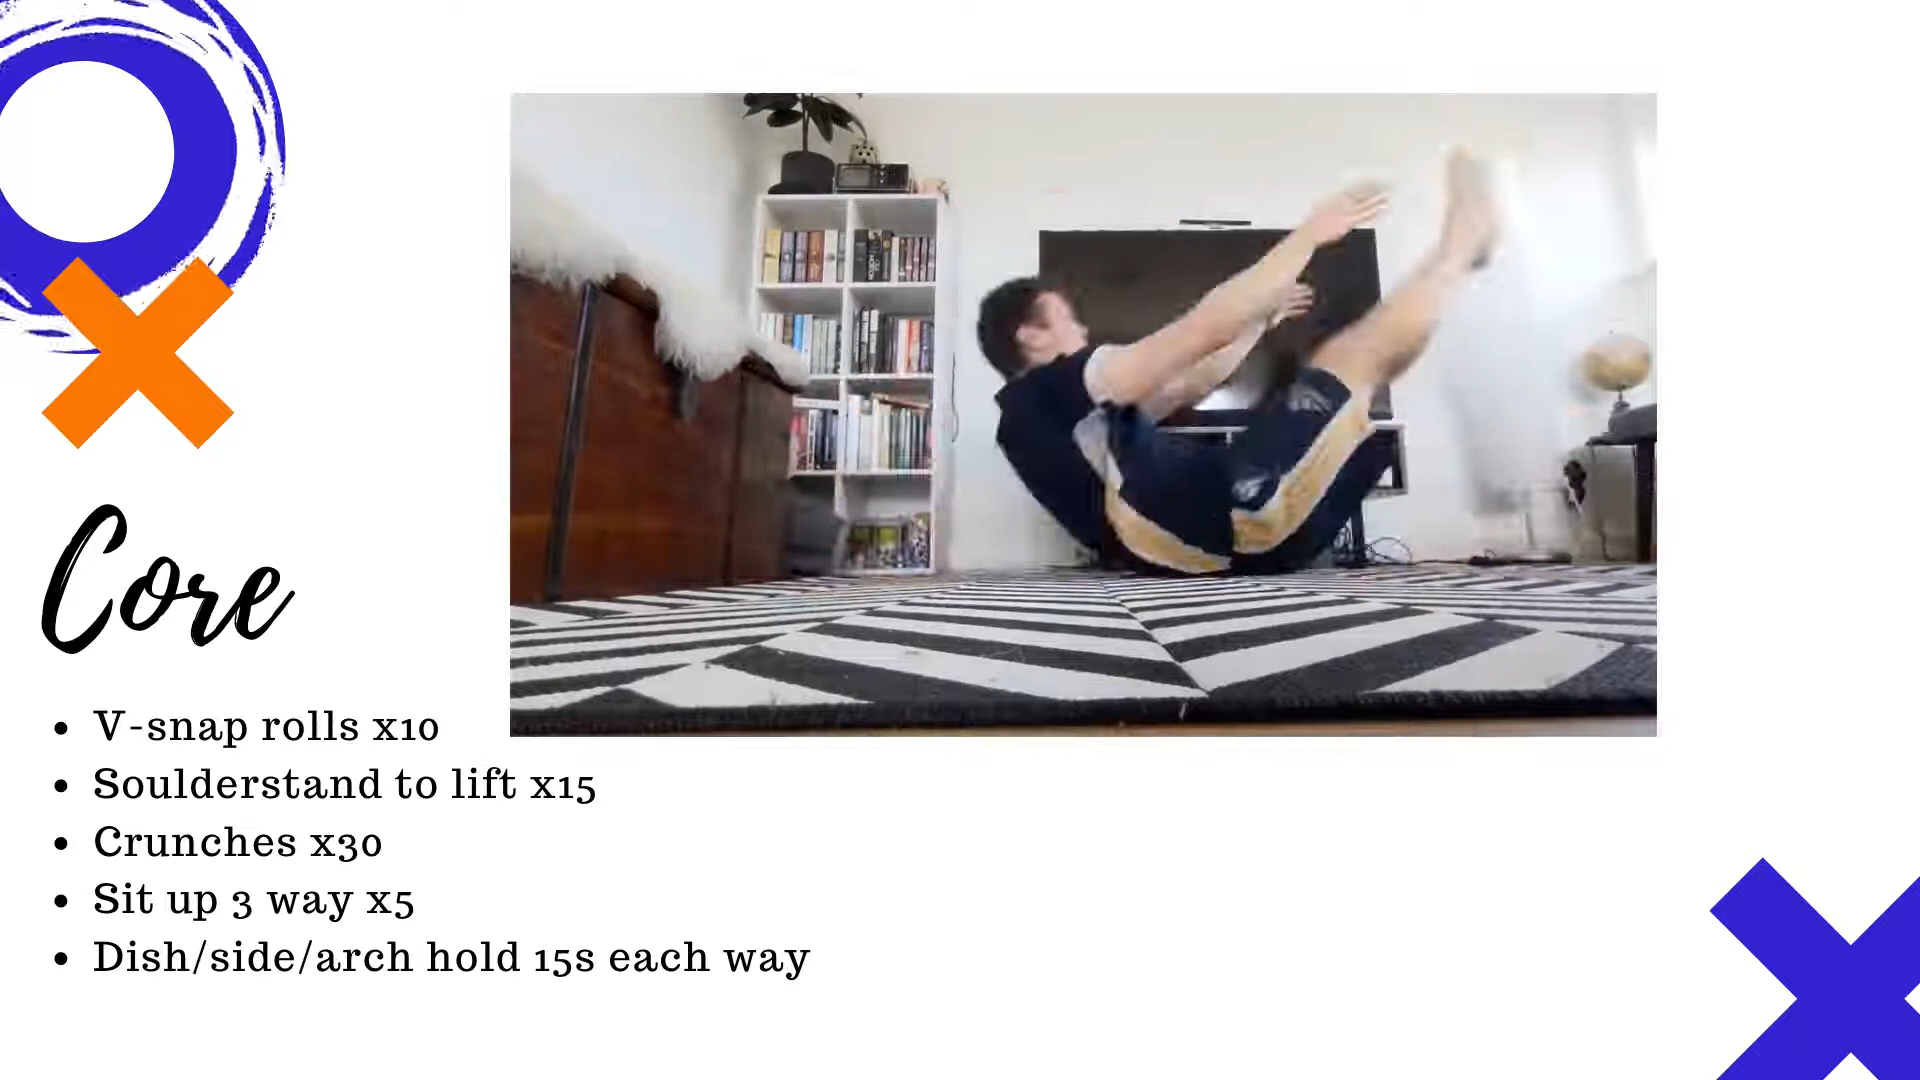 Core
V-snap rolls x10
Soulderstand to lift x15
Crunches x30
Sit up 3 way x5
Dish/side/arch hold 15s each way